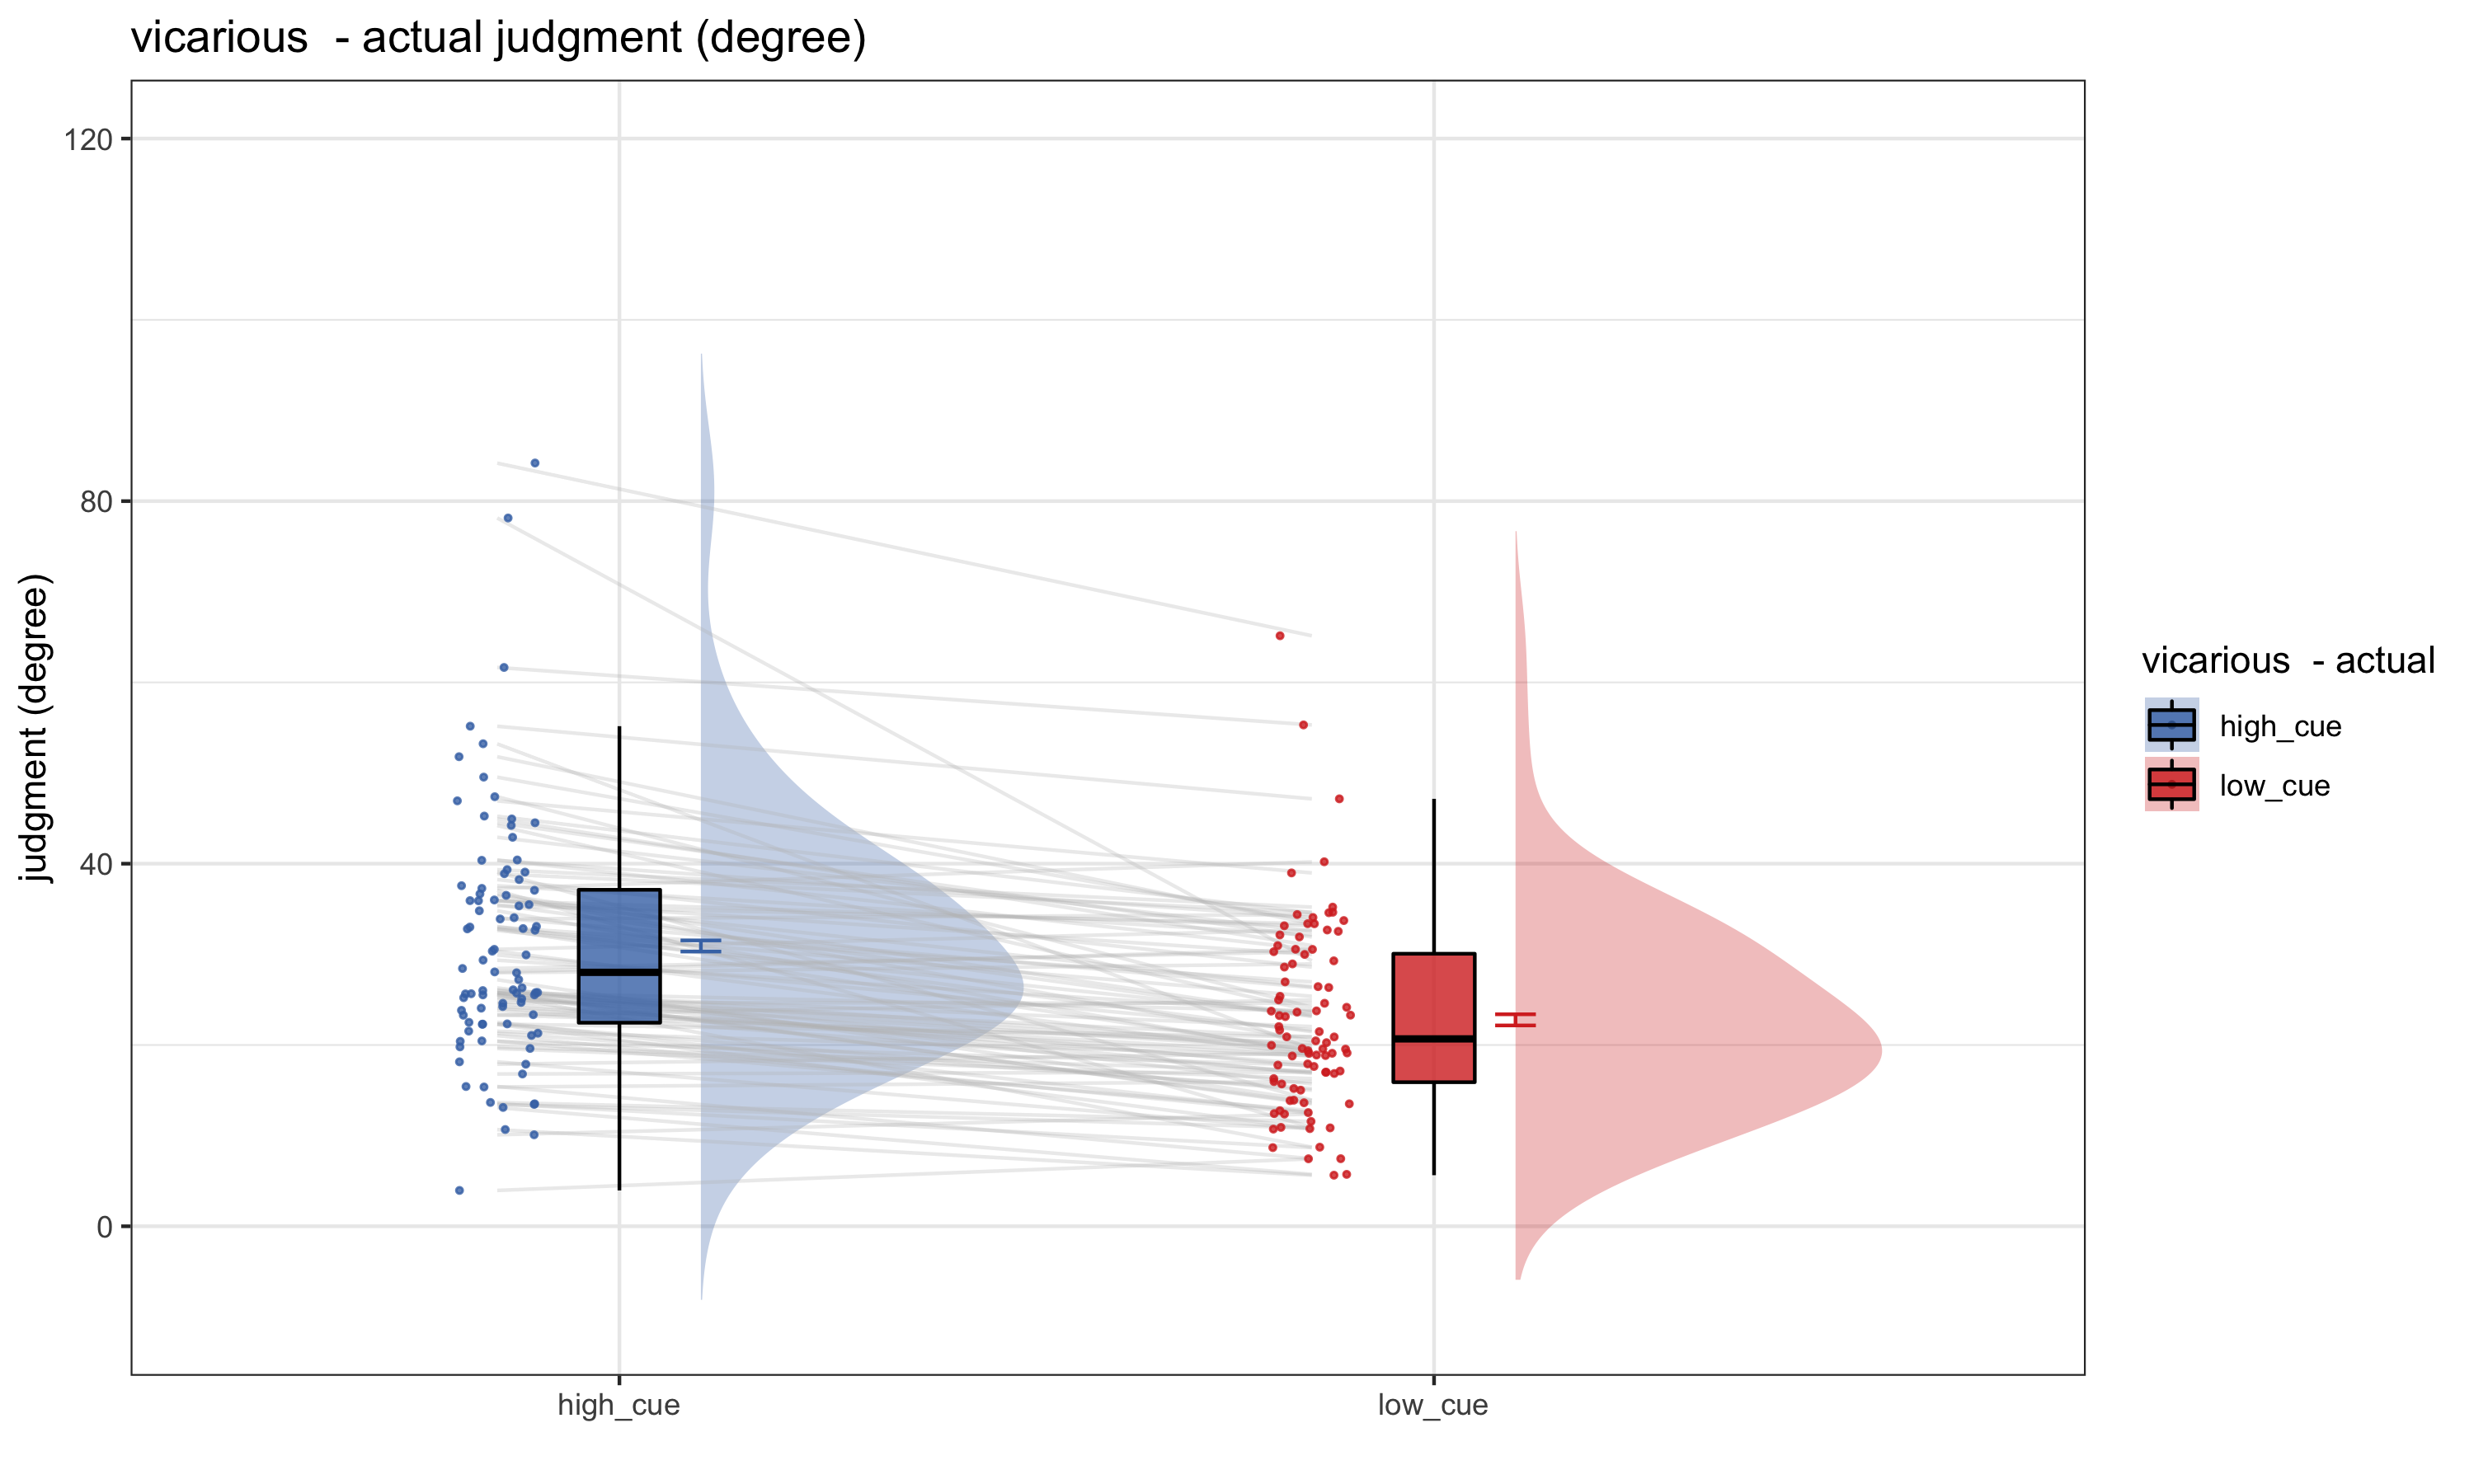 vicarious  - actual judgment (degree)
judgment (degree)
120
80
40
0
high_cue
low_cue
vicarious  - actual
high_cue
low_cue